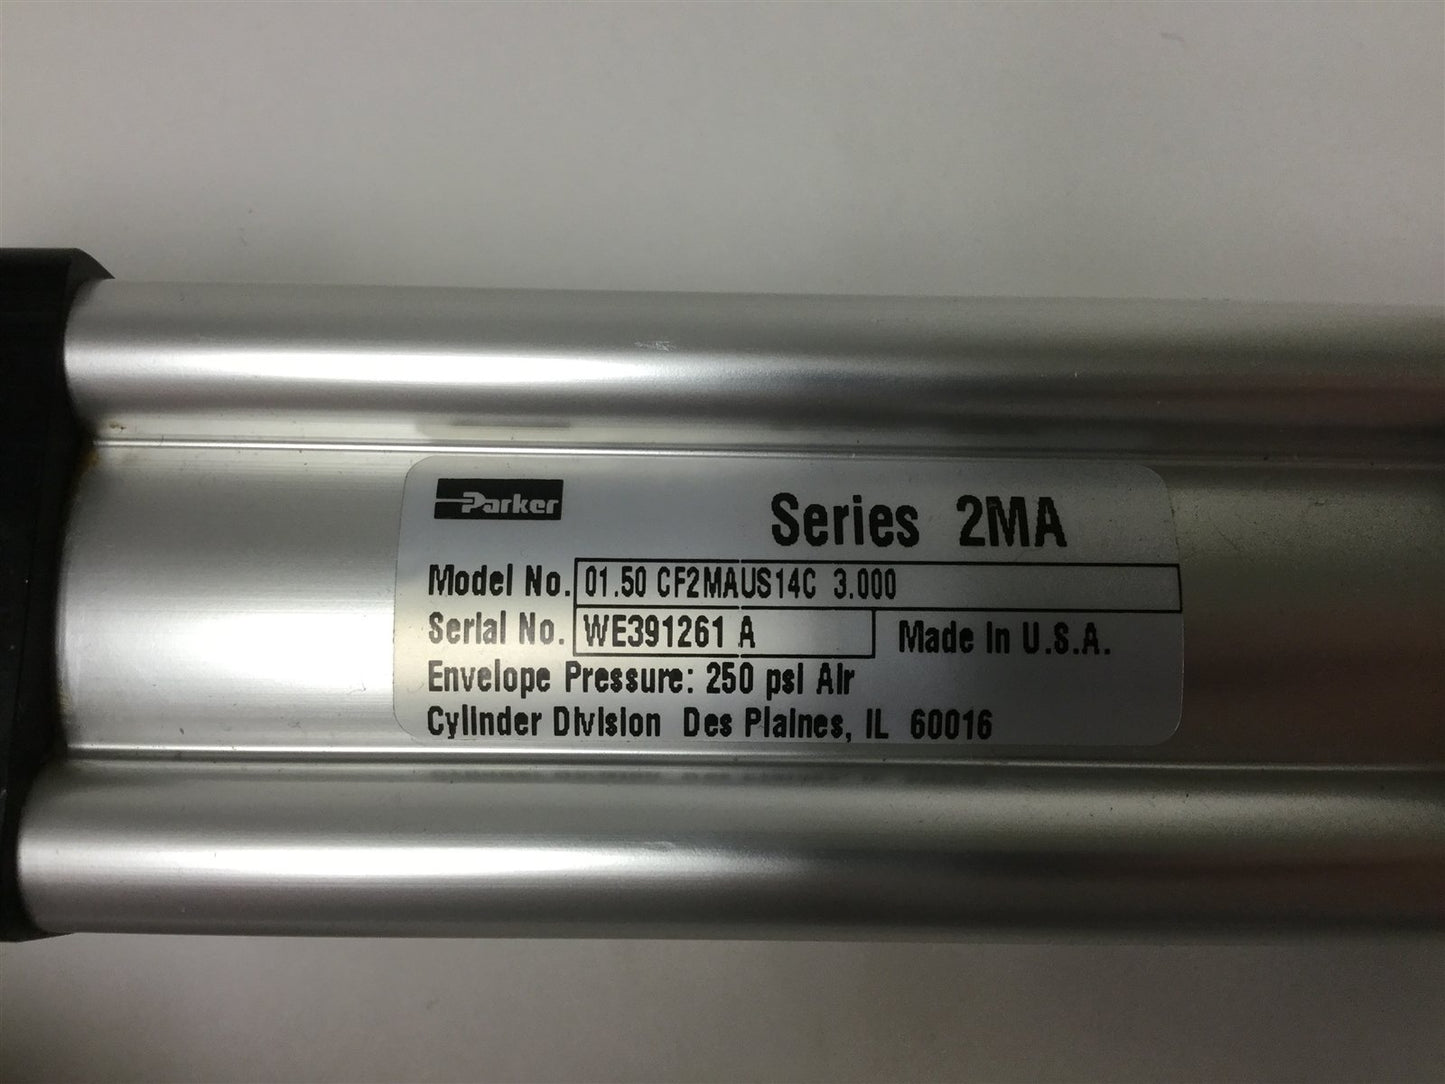 Parker Series 2MA
Model No. 01.50 CF2MAUS14C 3.000
Serial No. WE391261 A Made In U.S.A.
Envelope Pressure: 250 psi Air
Cylinder Division Des Plaines, IL 60016